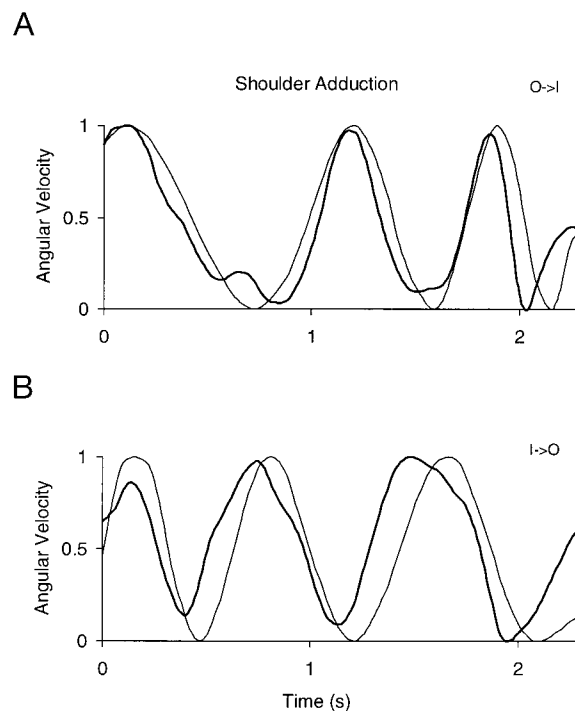 A
Shoulder Adduction
O->I
1
0.5
0
Angular Velocity
0 1 2
B
I->O
1
0.5
0
Angular Velocity
0 1 2
Time (s)